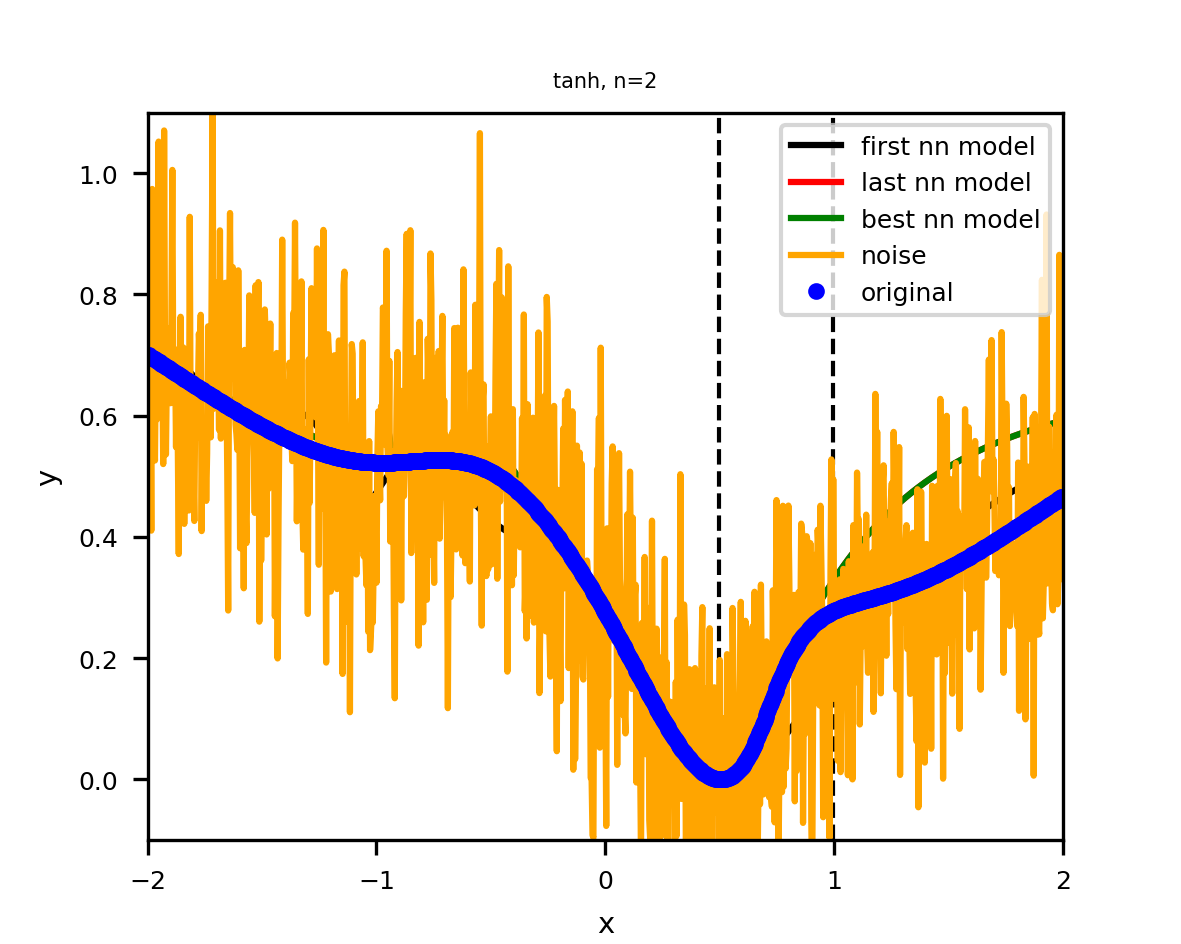 tanh, n=2
first nn model
last nn model
best nn model
noise
original
1.0
0.8
0.6
0.4
0.2
0.0
y
−2
−1
0
1
2
x